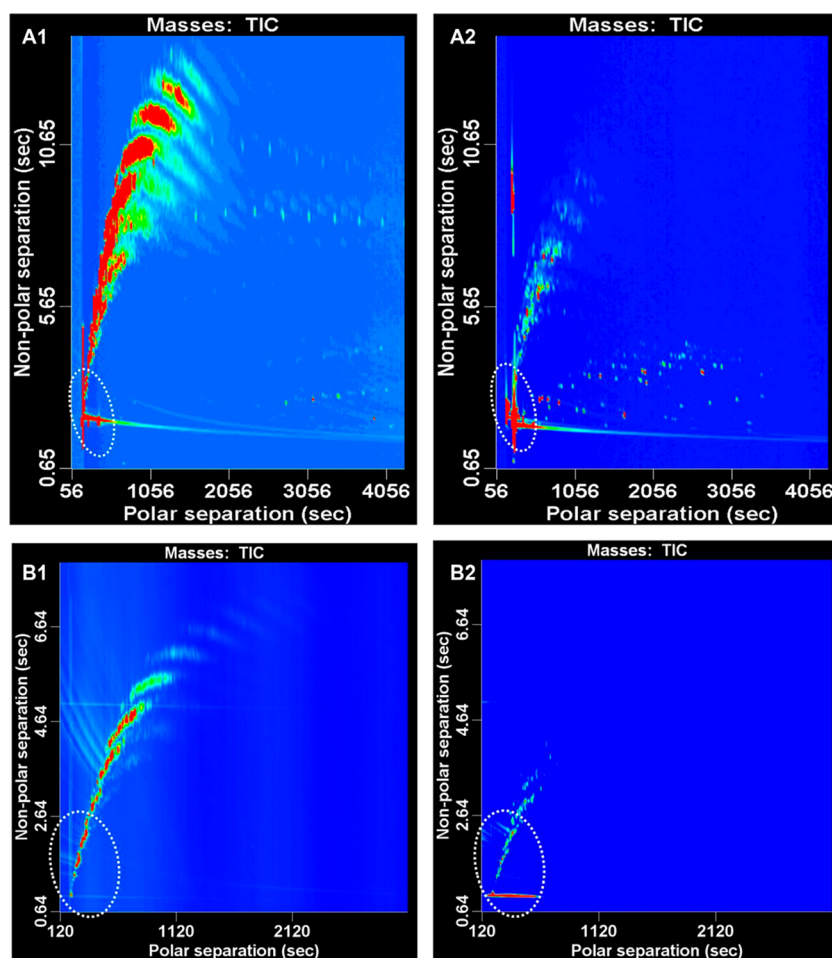 Masses: TIC
A1
Non-polar separation (sec)
10.65
5.65
0.65
56 1056 2056 3056 4056
Polar separation (sec)
Masses: TIC
A2
Non-polar separation (sec)
10.65
5.65
0.65
56 1056 2056 3056 4056
Polar separation (sec)
Masses: TIC
B1
Non-polar separation (sec)
6.64
4.64
2.64
0.64
120 1120 2120
Polar separation (sec)
Masses: TIC
B2
Non-polar separation (sec)
6.64
4.64
2.64
0.64
120 1120 2120
Polar separation (sec)